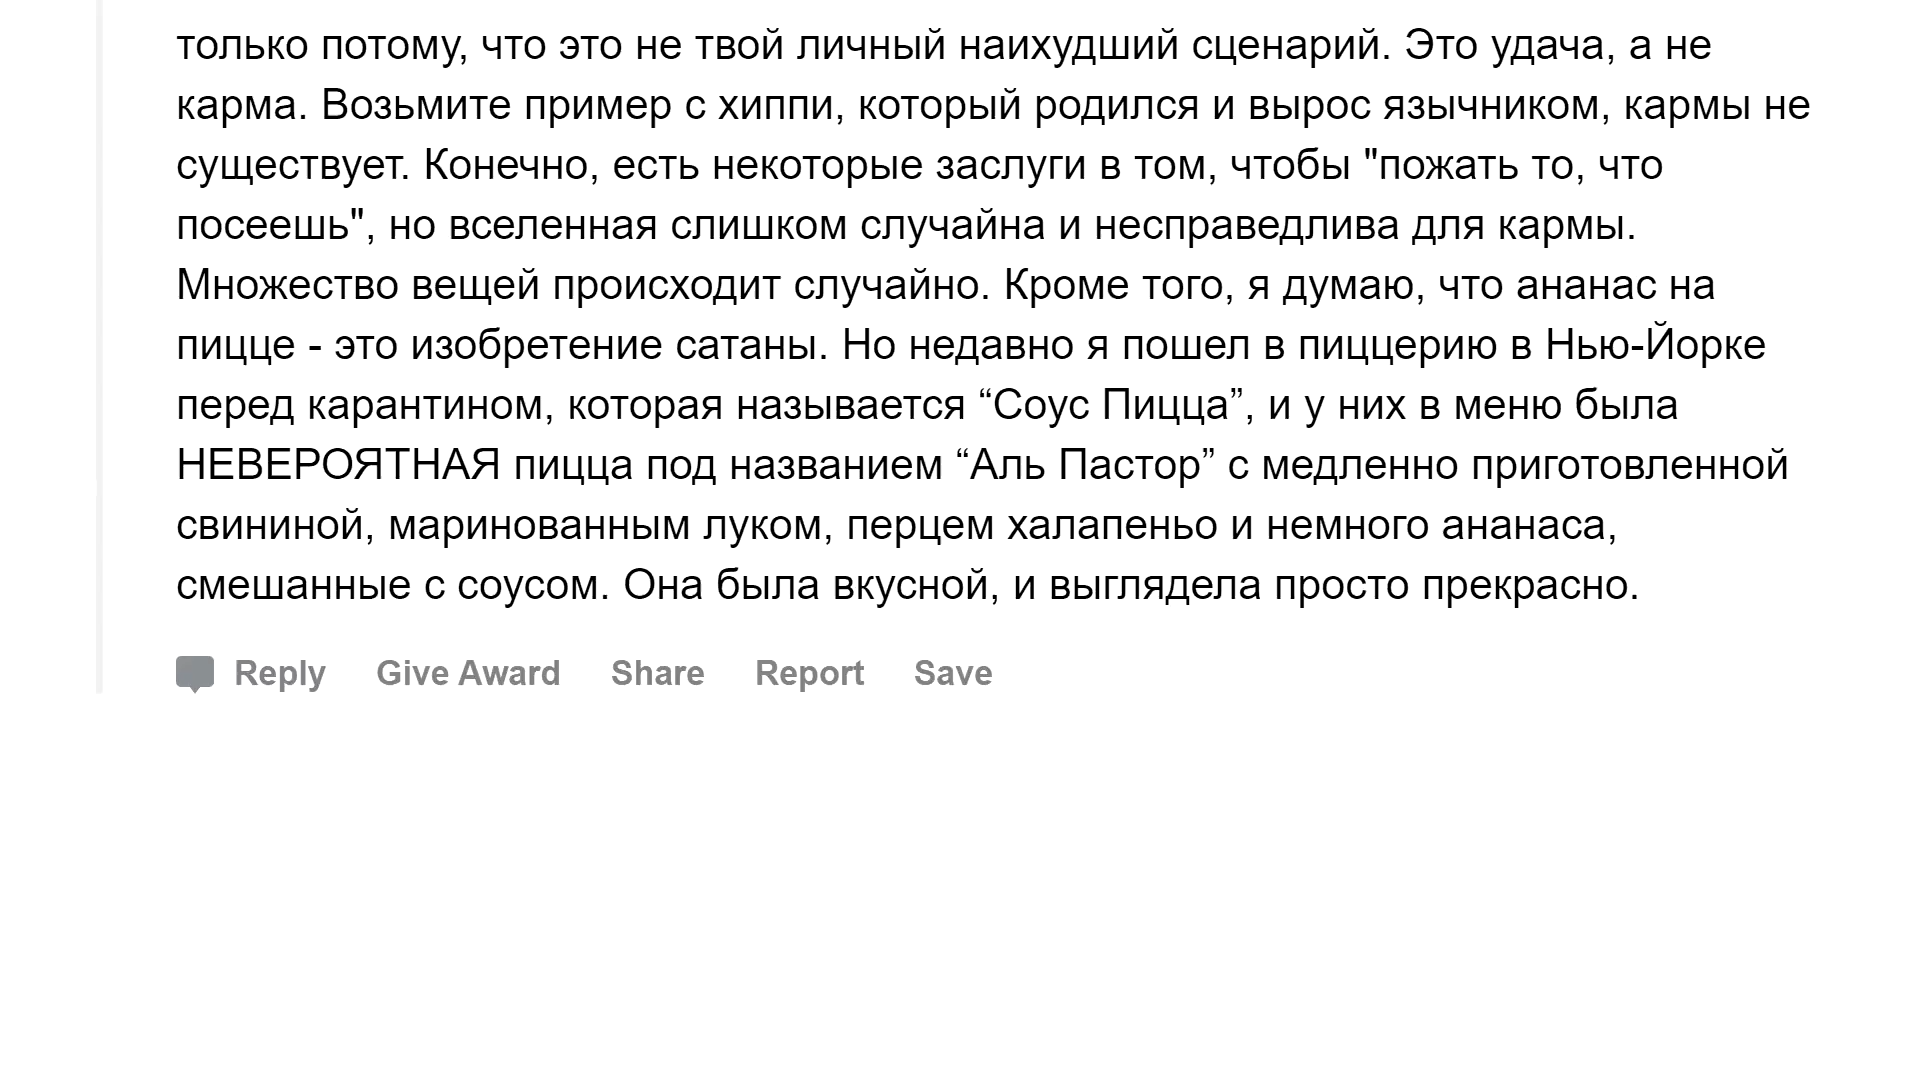 только потому, что это не твой личный наихудший сценарий. Это удача, а не
карма. Возьмите пример с хиппи, который родился и вырос язычником, кармы не
существует. Конечно, есть некоторые заслуги в том, чтобы "пожать то, что
посеешь", но вселенная слишком случайна и несправедлива для кармы.
Множество вещей происходит случайно. Кроме того, я думаю, что ананас на
пицце - это изобретение сатаны. Но недавно я пошел в пиццерию в Нью-Йорке
перед карантином, которая называется “Соус Пицца”, и у них в меню была
НЕВЕРОЯТНАЯ пицца под названием “Аль Пастор” с медленно приготовленной
свининой, маринованным луком, перцем халапеньо и немного ананаса,
смешанные с соусом. Она была вкусной, и выглядела просто прекрасно.
Reply Give Award Share Report Save